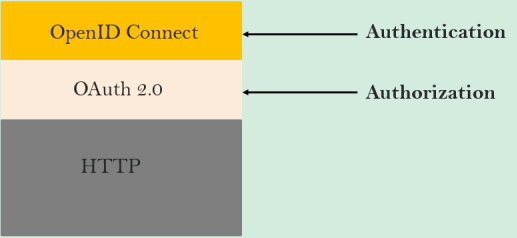 OpenID Connect
Authentication
OAuth 2.0
Authorization
HTTP